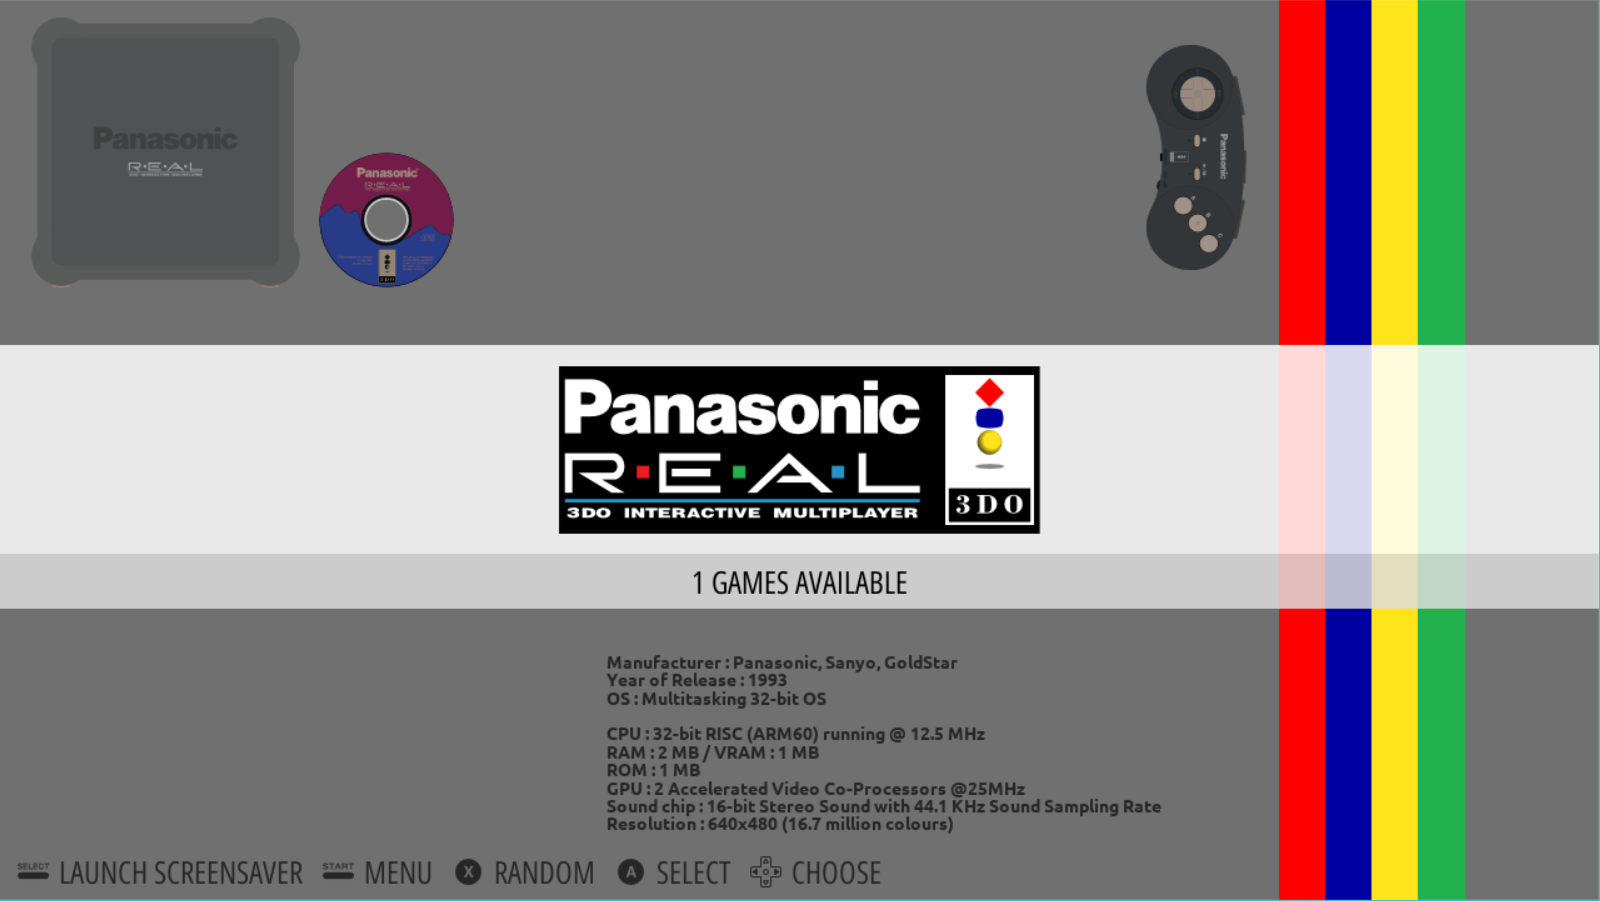 Panasonic
R·E·A·L
3DO INTERACTIVE MULTIPLAYER
Panasonic
R·E·A·L
3DO
Panasonic
Panasonic
R·E·A·L
3DO INTERACTIVE MULTIPLAYER
3DO
1 GAMES AVAILABLE
Manufacturer : Panasonic, Sanyo, GoldStar
Year of Release : 1993
OS : Multitasking 32-bit OS
CPU : 32-bit RISC (ARM60) running @ 12.5 MHz
RAM : 2 MB / VRAM : 1 MB
ROM : 1 MB
GPU : 2 Accelerated Video Co-Processors @25MHz
Sound chip : 16-bit Stereo Sound with 44.1 KHz Sound Sampling Rate
Resolution : 640x480 (16.7 million colours)
SELECT LAUNCH SCREENSAVER START MENU X RANDOM A SELECT CHOOSE